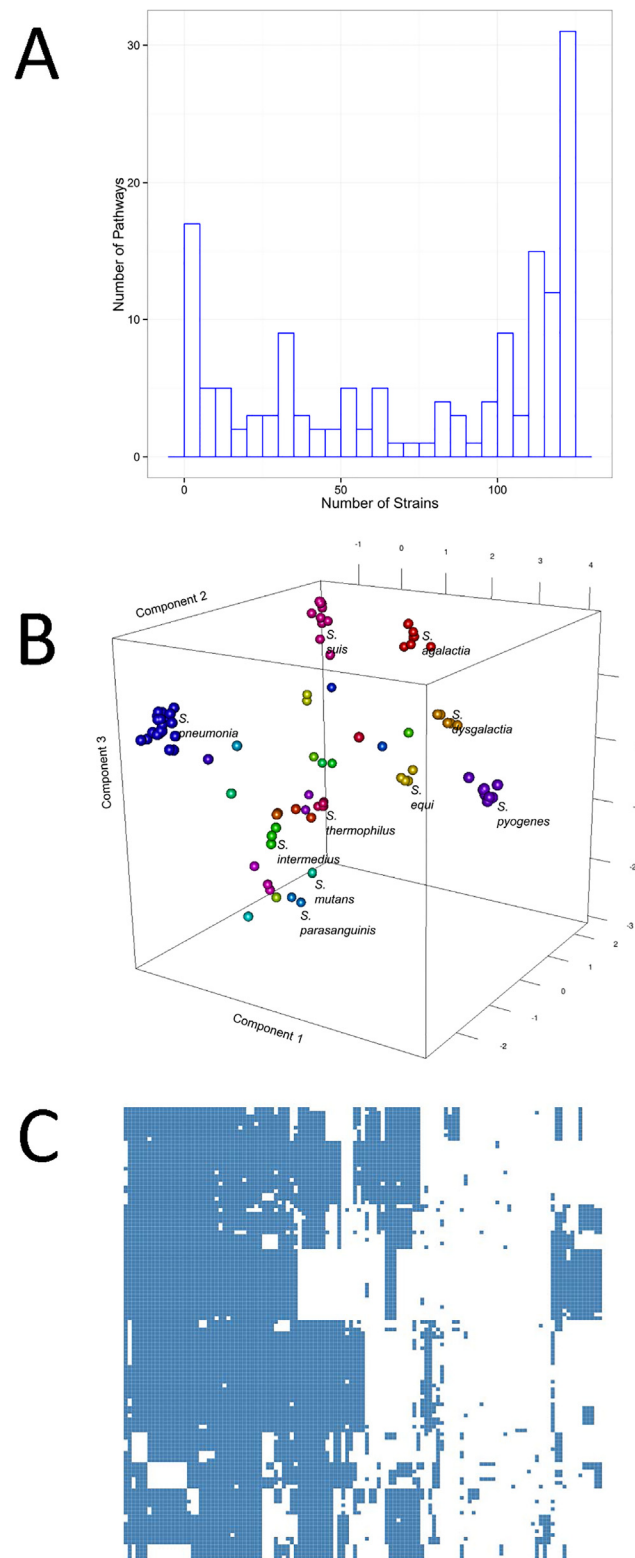 A
30
20
10
0
Number of Pathways
0
50
100
Number of Strains
B
-1
0
1
2
3
4
Component 2
S.
suis
S.
agalactia
S.
pneumonia
S.
dysgalactia
Component 3
S.
equi
S.
pyogenes
S.
thermophilus
S.
intermedius
S.
mutans
S.
parasanguinis
-2
-3
2
1
0
-1
-2
Component 1
C